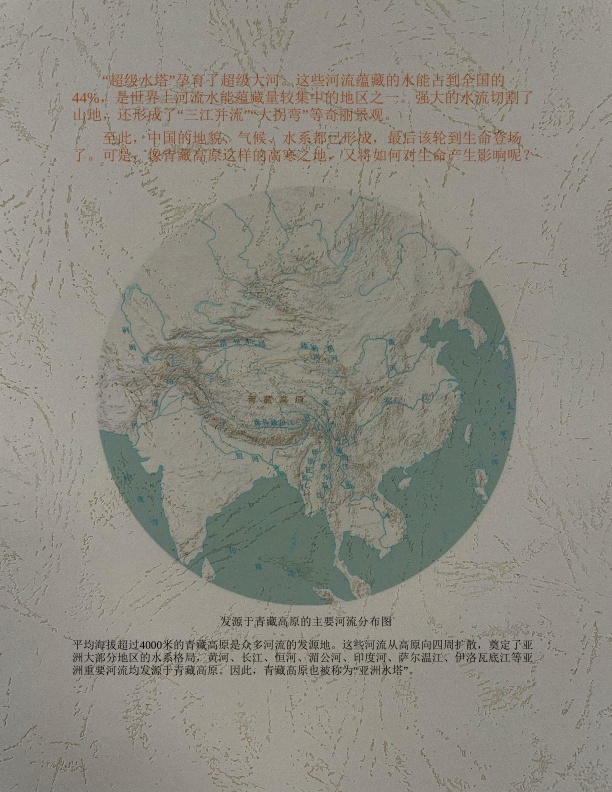 “超级水塔”孕育了超级大河。这些河流蕴藏的水能占到全国的
44%，是世界上河流水能蕴藏量较集中的地区之一。强大的水流切割了
山地，还形成了“三江并流”“大拐弯”等奇丽景观。
至此，中国的地貌、气候、水系都已形成，最后该轮到生命登场
了。可是，像青藏高原这样的高寒之地，又将如何对生命产生影响呢？
青藏高原
发源于青藏高原的主要河流分布图
平均海拔超过4000米的青藏高原是众多河流的发源地。这些河流从高原向四周扩散，奠定了亚
洲大部分地区的水系格局，黄河、长江、恒河、湄公河、印度河、萨尔温江、伊洛瓦底江等亚
洲重要河流均发源于青藏高原。因此，青藏高原也被称为“亚洲水塔”。